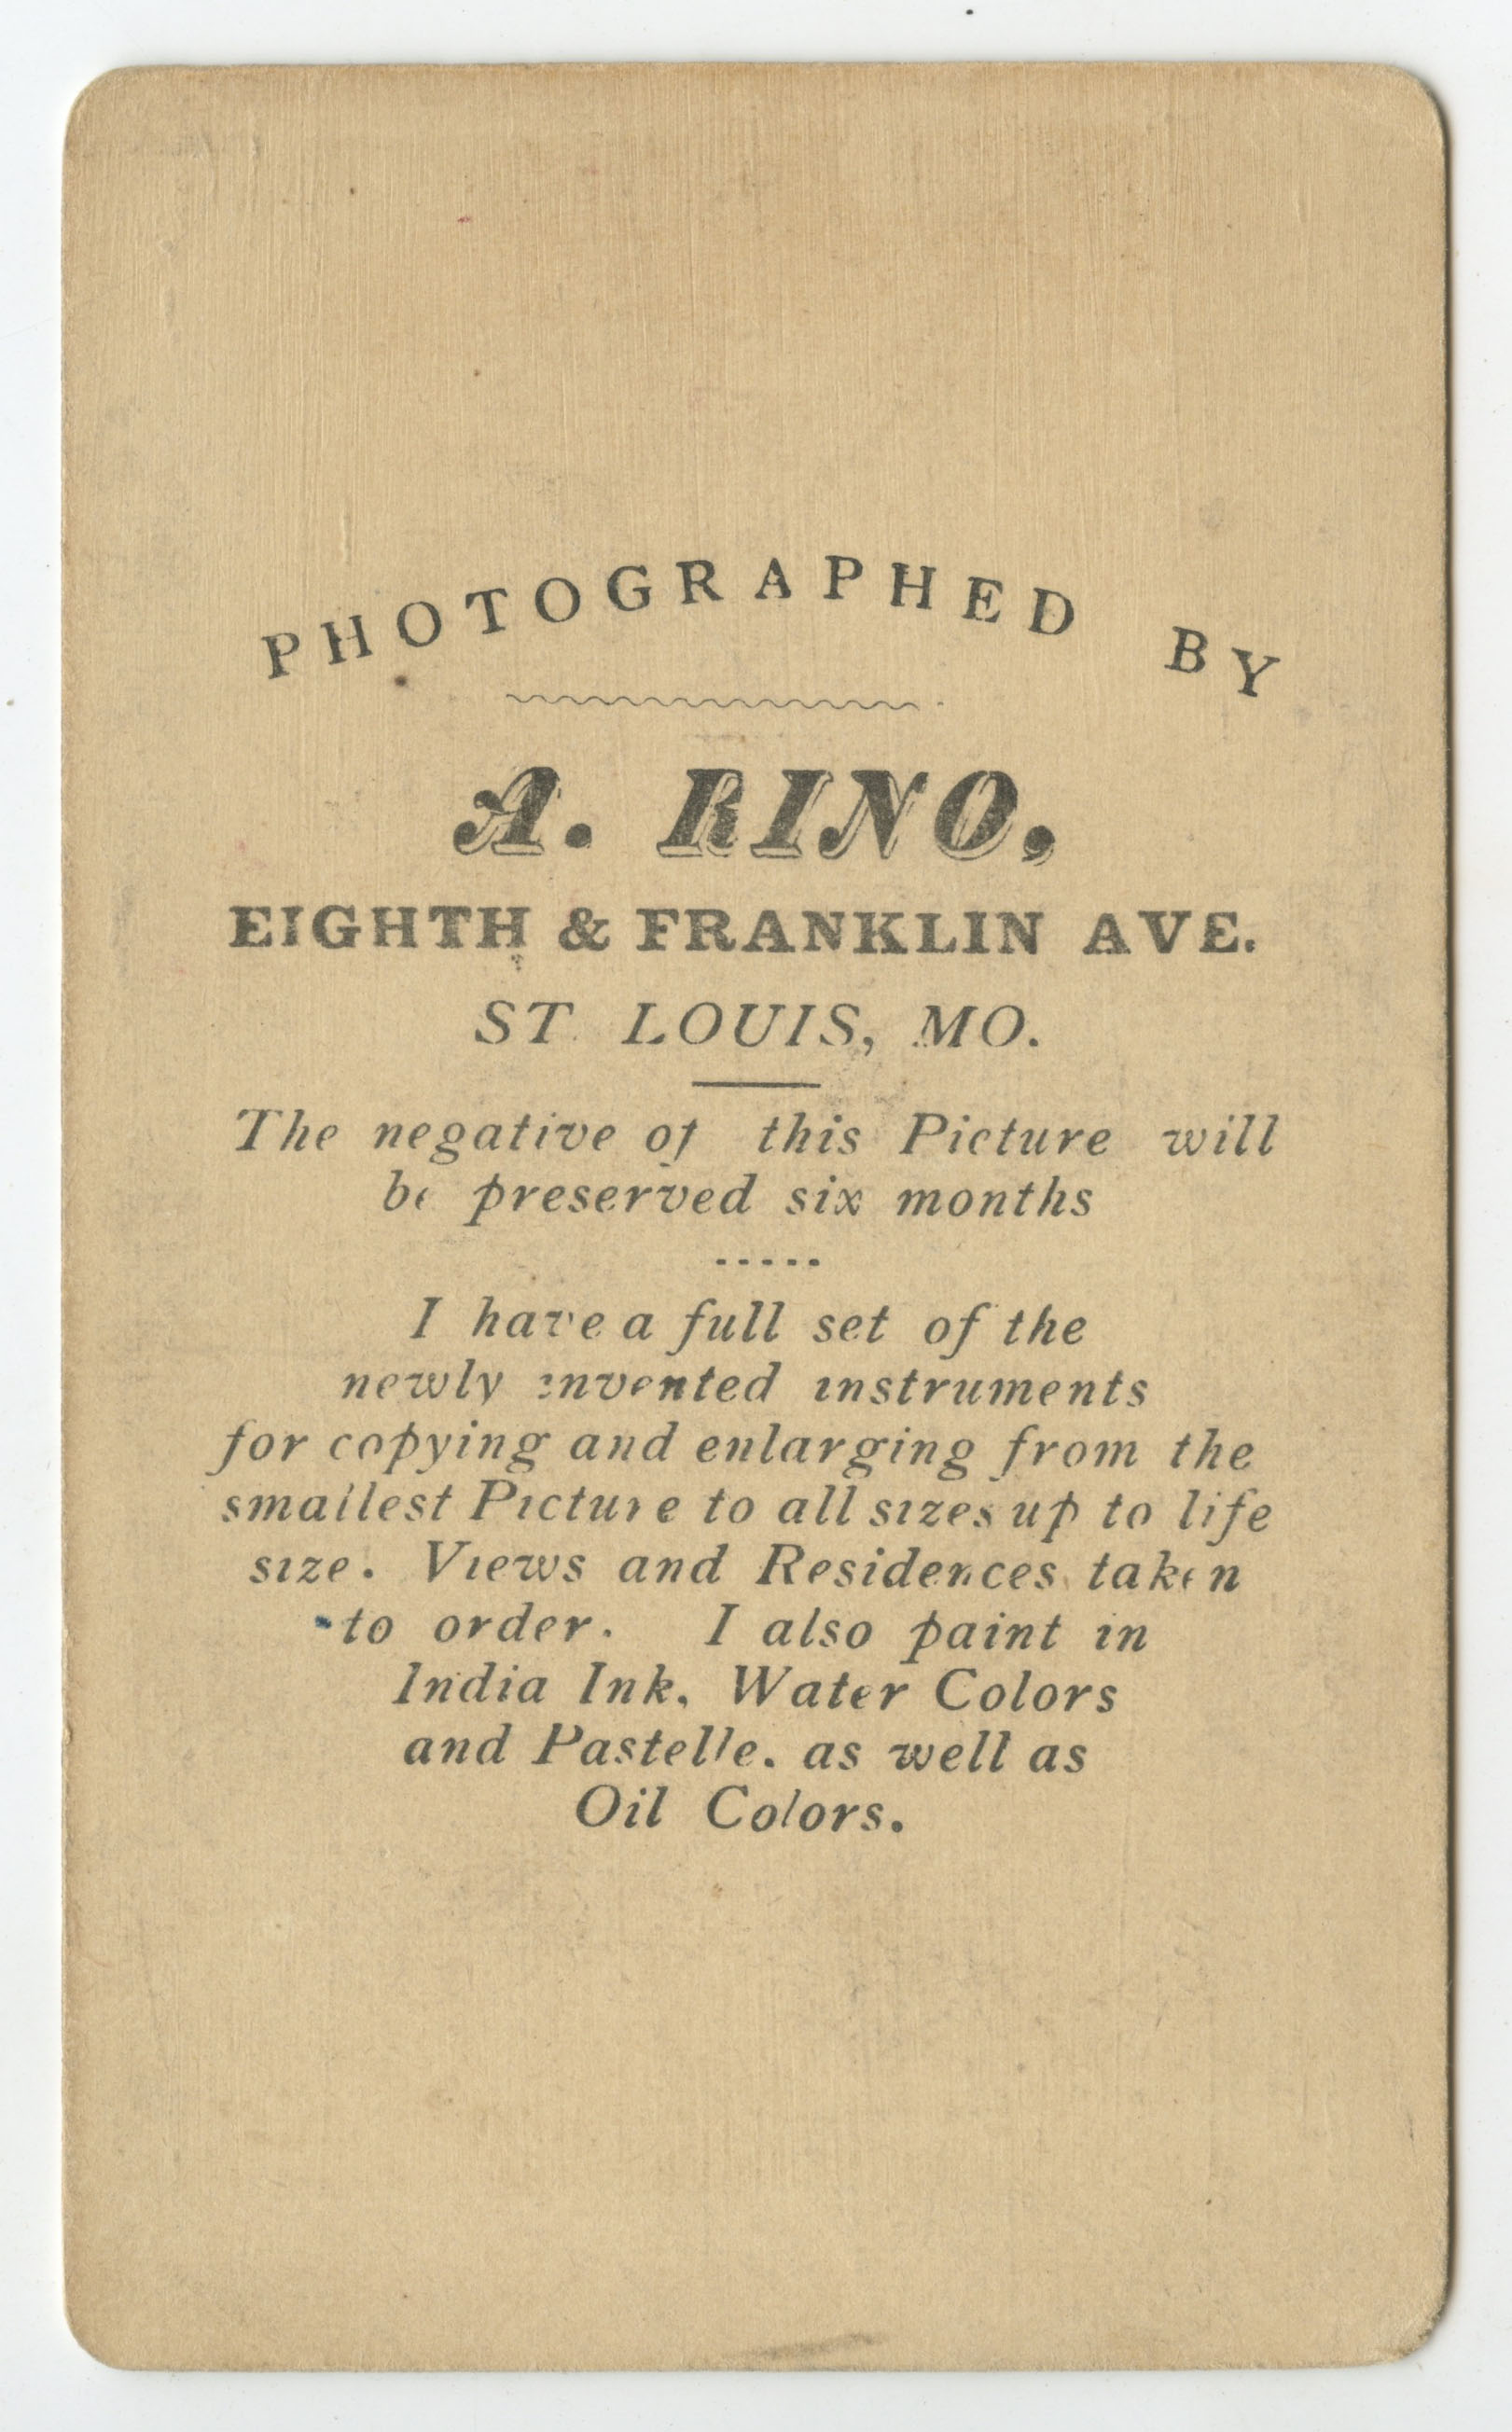 PHOTOGRAPHED BY
A. RINO,
EIGHTH & FRANKLIN AVE.
ST. LOUIS, MO.
The negative of this Picture will
be preserved six months
.....
I have a full set of the
newly invented instruments
for copying and enlarging from the
smallest Picture to all sizes up to life
size. Views and Residences taken
to order. I also paint in
India Ink, Water Colors
and Pastelle, as well as
Oil Colors.